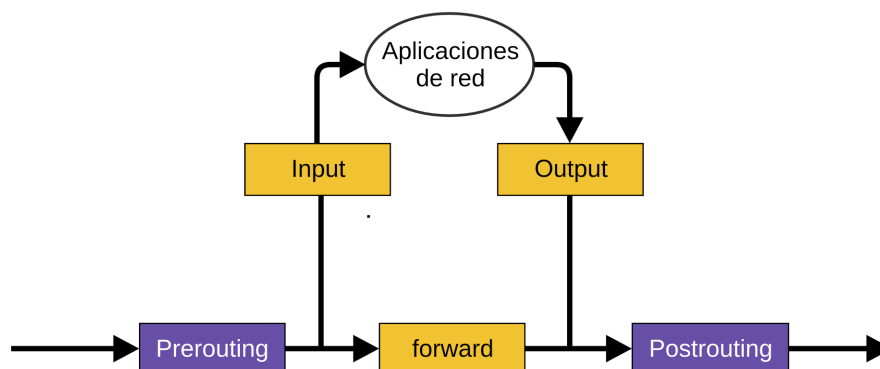 Aplicaciones
de red
Input
Output
Prerouting
forward
Postrouting